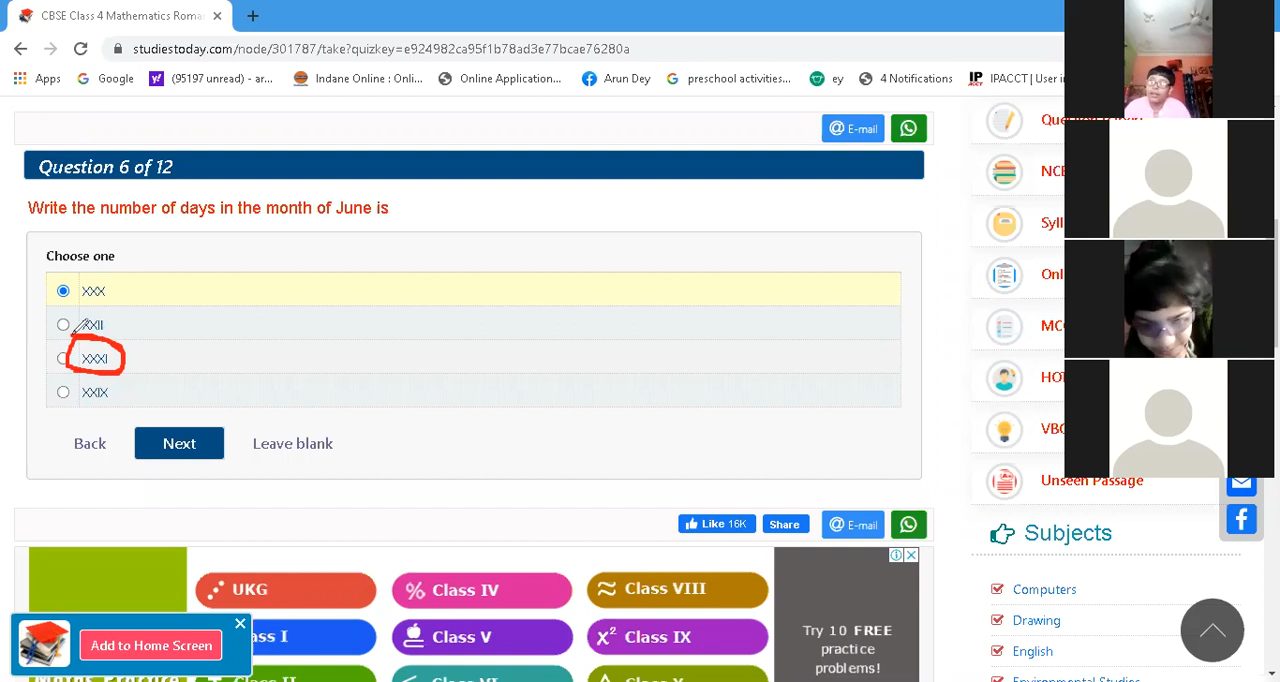 CBSE Class 4 Mathematics Roma
studiestoday.com/node/301787/take?quizkey=e924982ca95f1b78ad3e77bcae76280a
Apps Google (95197 unread) - ar... Indane Online : Onli... Online Application... Arun Dey preschool activities... ey 4 Notifications IPACCT | User in
@ E-mail
Question 6 of 12
Write the number of days in the month of June is
Choose one
XXX
XXII
XXXI
XXIX
Back Next Leave blank
Like 16K Share @ E-mail
UKG Class IV Class VIII
ass I Class V Class IX
Try 10 FREE
practice
problems!
Add to Home Screen
NCE
Syll
Onl
MC
HOT
VB
Unseen Passage
Subjects
Computers
Drawing
English